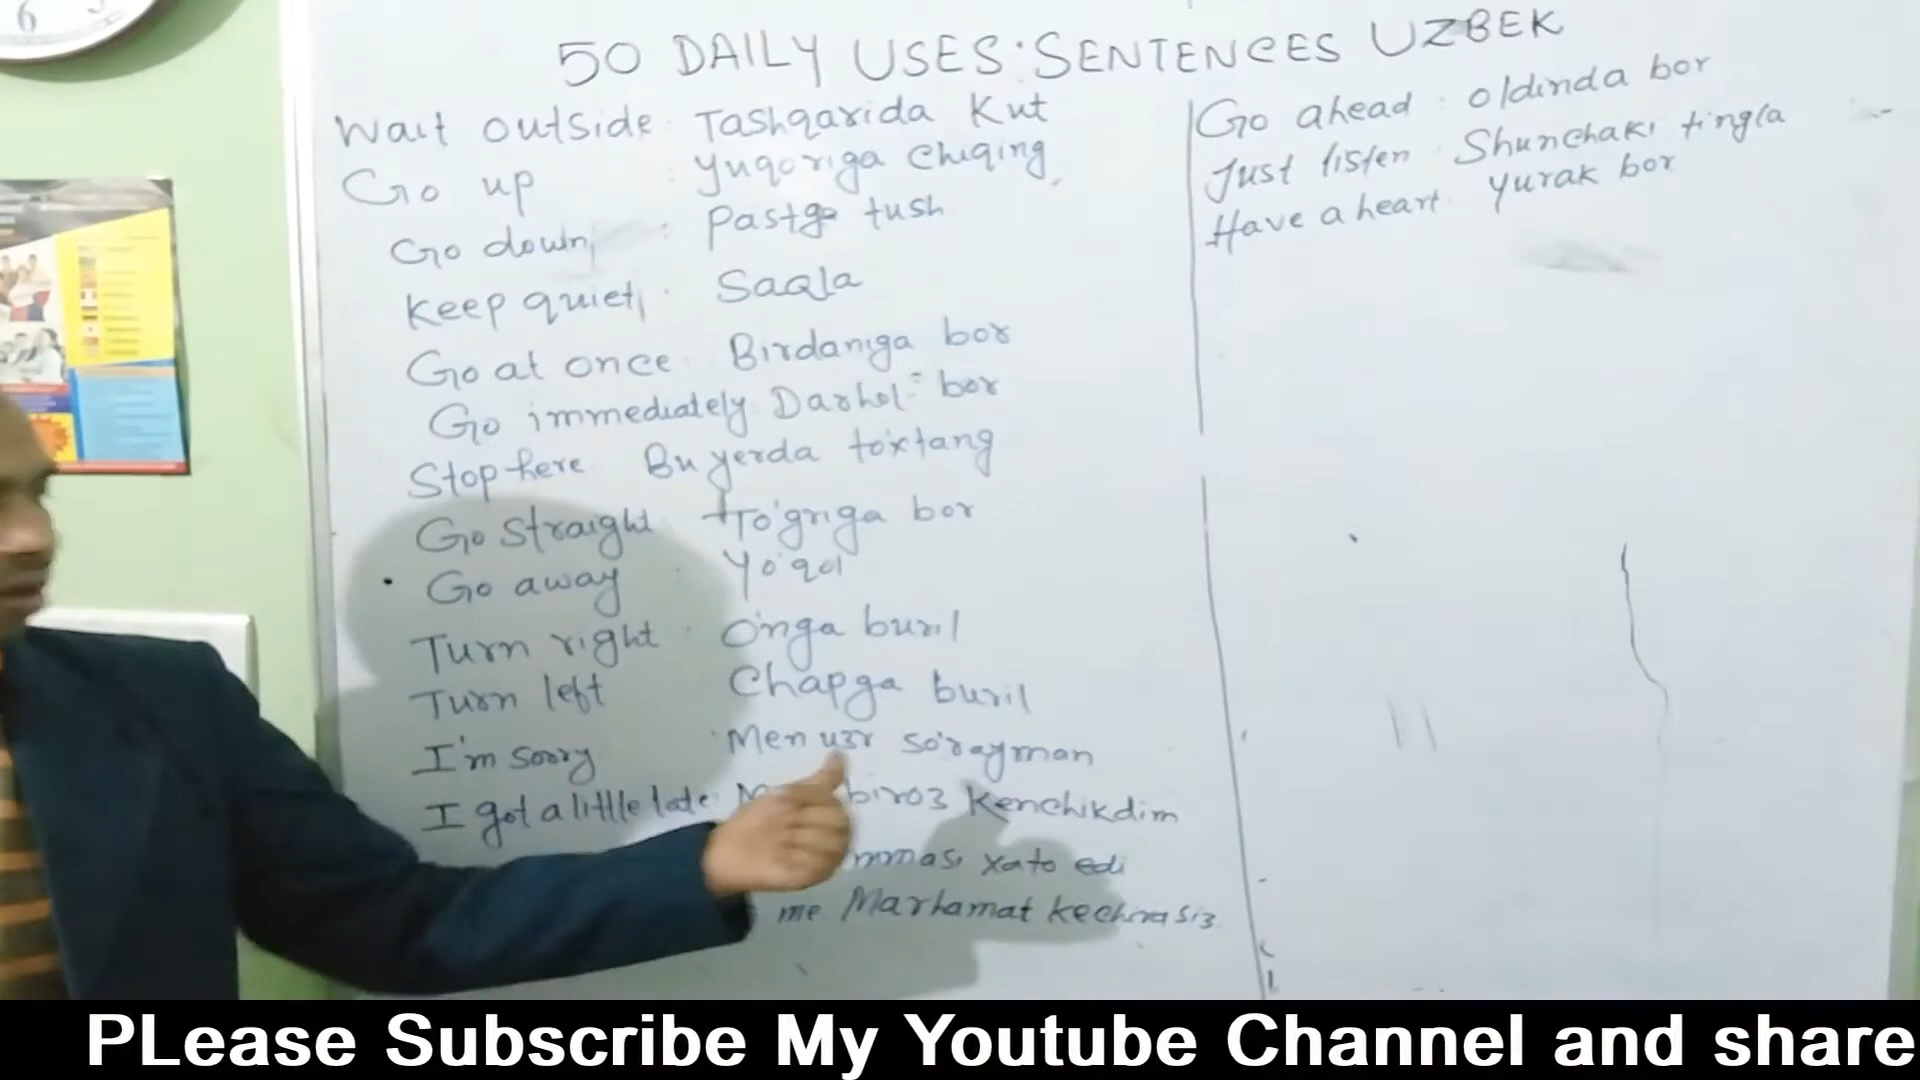 50 DAILY USES. SENTENCES UZBEK
Wait outside: Tashqarida Kut
Go up : yuqoriga chiqing
Go down : Pastga tush
Keep quiet : Saqla
Go at once : Birdaniga bor
Go immediately Darhol - bor
Stop here Bu yerda to'xtang
Go straight To'g'riga bor
Go away : Yo'qol
Turn right : O'nga buril
Turn left Chapga buril
I'm sorry : Men uzr so'rayman
I got a little late: biroz kenchikdim
xato edi
me Marhamat kechirasiz
Go ahead : oldinda bor
Just listen : Shunchaki tingla
Have a heart yurak bor
PLease Subscribe My Youtube Channel and share